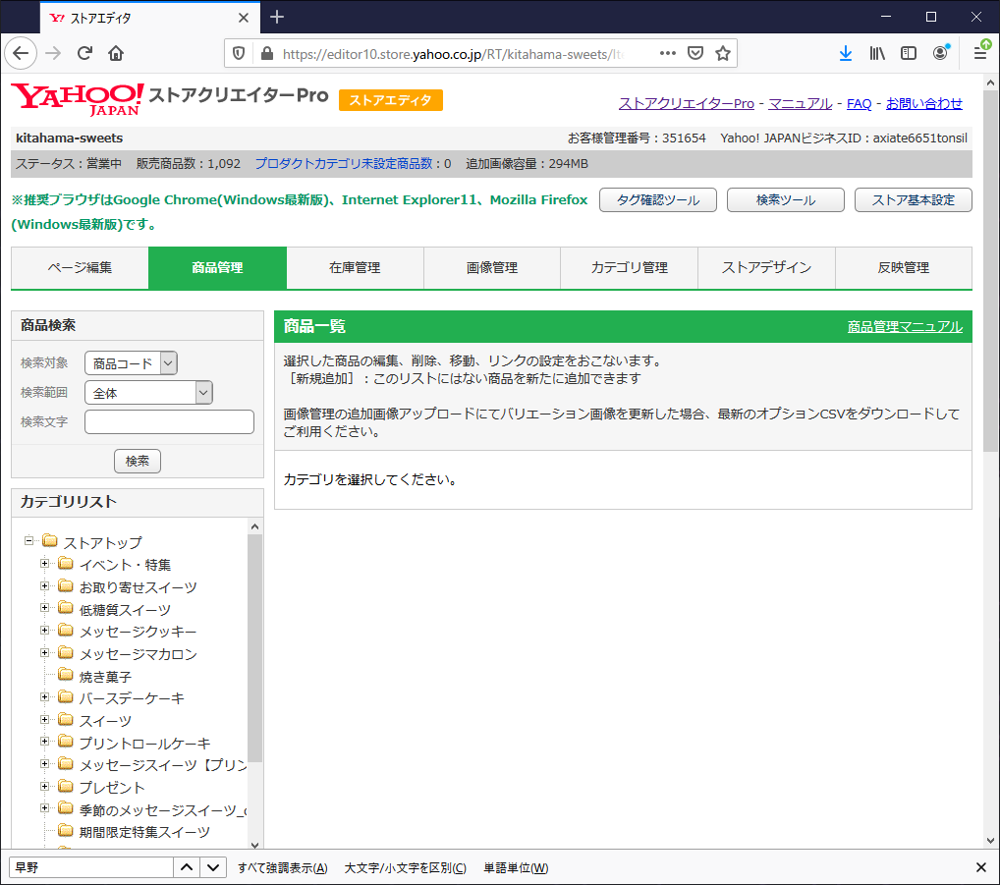 ストアエディタ
https://editor10.store.yahoo.co.jp/RT/kitahama-sweets/
YAHOO! JAPAN ストアクリエイターPro ストアエディタ
ストアクリエイターPro - マニュアル - FAQ - お問い合わせ
kitahama-sweets お客様管理番号：351654 Yahoo! JAPANビジネスID：axiate6651tonsil
ステータス：営業中 販売商品数：1,092 プロダクトカテゴリ未設定商品数：0 追加画像容量：294MB
※推奨ブラウザはGoogle Chrome(Windows最新版)、Internet Explorer11、Mozilla Firefox
(Windows最新版)です。
タグ確認ツール 検索ツール ストア基本設定
ページ編集 商品管理 在庫管理 画像管理 カテゴリ管理 ストアデザイン 反映管理
商品検索
検索対象 商品コード
検索範囲 全体
検索文字
検索
カテゴリリスト
ストアトップ
イベント・特集
お取り寄せスイーツ
低糖質スイーツ
メッセージクッキー
メッセージマカロン
焼き菓子
バースデーケーキ
スイーツ
プリントロールケーキ
メッセージスイーツ【プリン
プレゼント
季節のメッセージスイーツ_
期間限定特集スイーツ
商品一覧 商品管理マニュアル
選択した商品の編集、削除、移動、リンクの設定をおこないます。
［新規追加］：このリストにはない商品を新たに追加できます
画像管理の追加画像アップロードにてバリエーション画像を更新した場合、最新のオプションCSVをダウンロードして
ご利用ください。
カテゴリを選択してください。
早野 すべて強調表示(A) 大文字/小文字を区別(C) 単語単位(W)